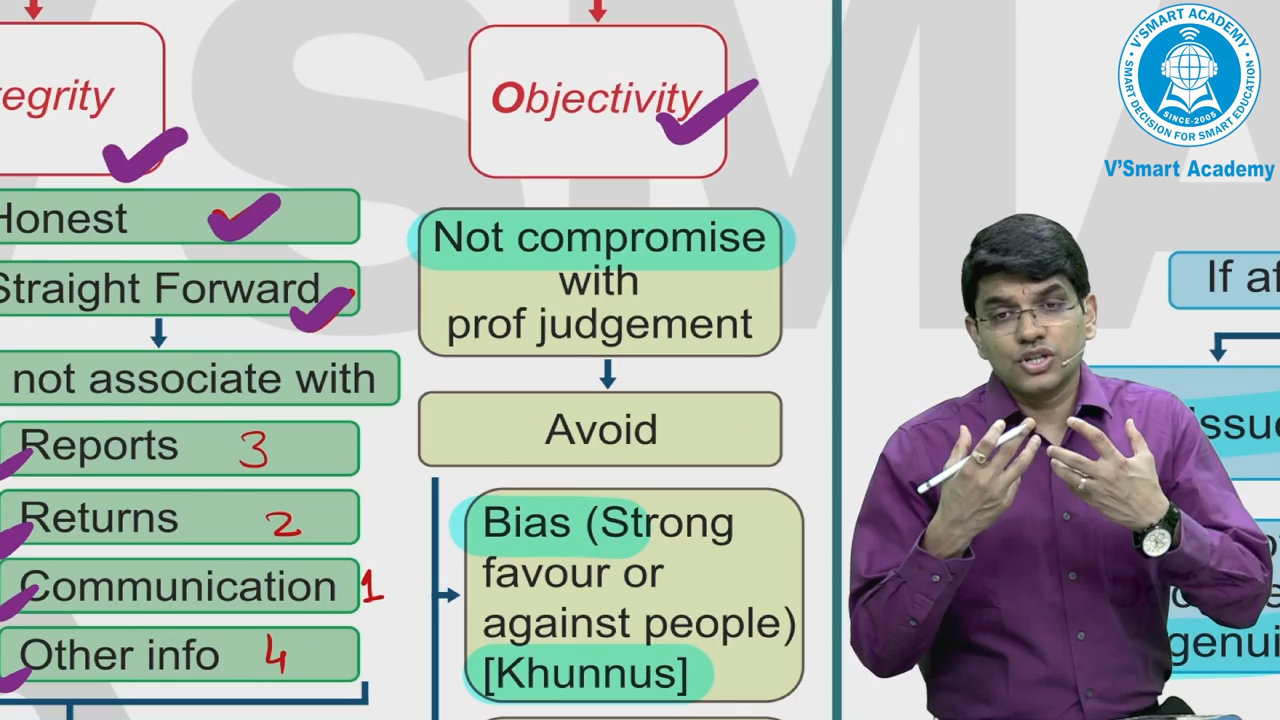 tegrity
Honest
Straight Forward
not associate with
Reports 3
Returns 2
Communication 1
Other info 4
Objectivity
Not compromise
with
prof judgement
Avoid
Bias (Strong
favour or
against people)
[Khunnus]
If af
Issue
genui
V'SMART ACADEMY
SMART DECISION FOR SMART EDUCATION
SINCE-2005
V'Smart Academy